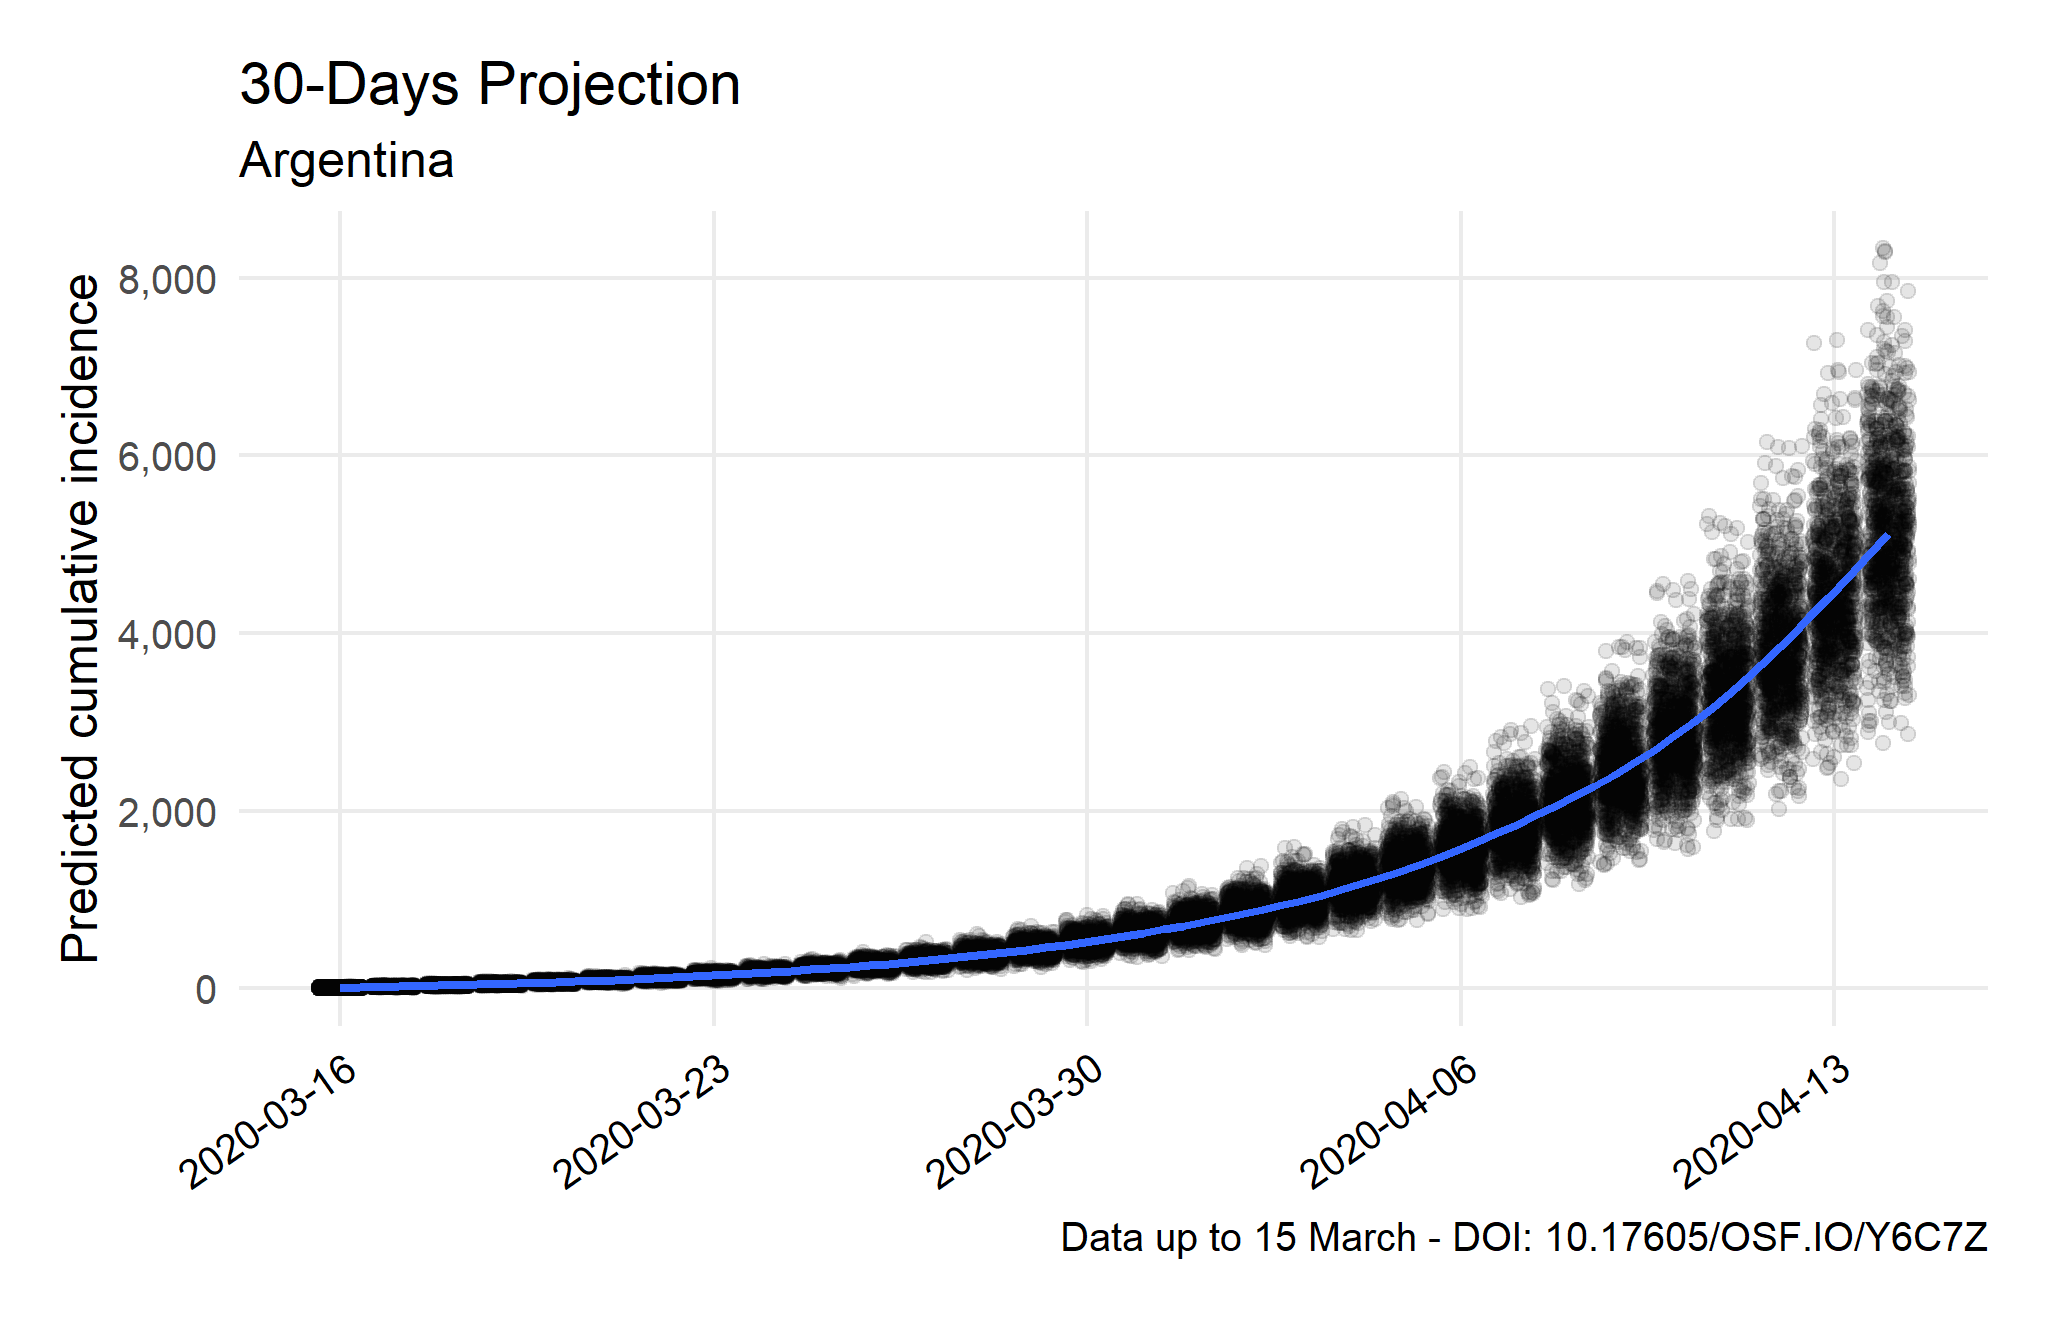 30-Days Projection
Argentina
Predicted cumulative incidence
8,000
6,000
4,000
2,000
0
2020-03-16
2020-03-23
2020-03-30
2020-04-06
2020-04-13
Data up to 15 March - DOI: 10.17605/OSF.IO/Y6C7Z